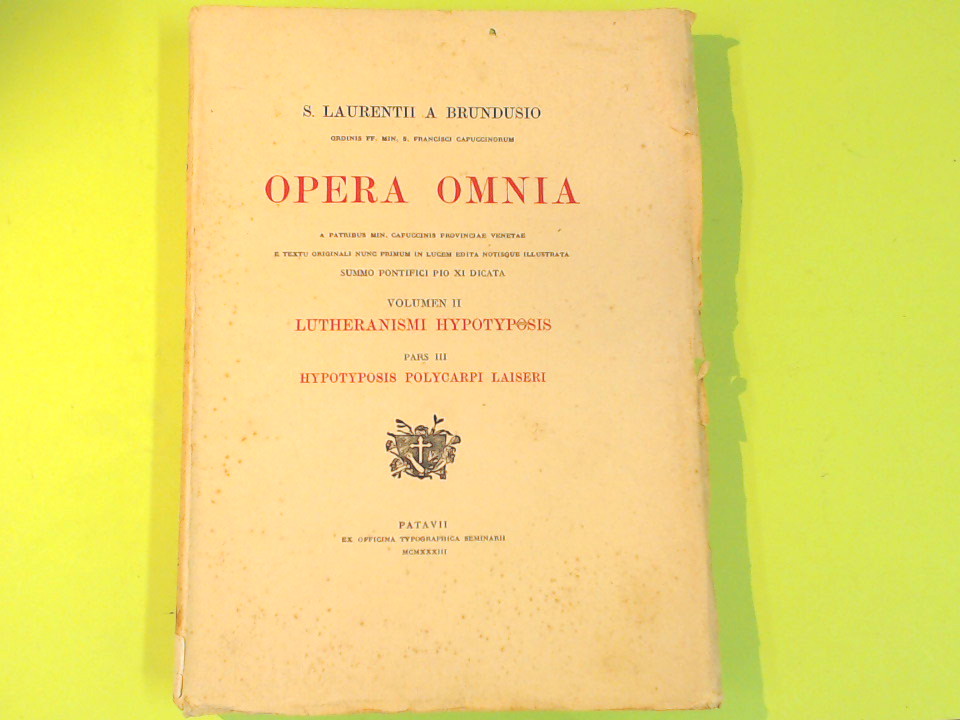 S. LAURENTII A BRUNDUSIO
ORDINIS FF. MIN. S. FRANCISCI CAPUCCINORUM
OPERA OMNIA
A PATRIBUS MIN. CAPUCCINIS PROVINCIAE VENETAE
E TEXTU ORIGINALI NUNC PRIMUM IN LUCEM EDITA NOTISQUE ILLUSTRATA
SUMMO PONTIFICI PIO XI DICATA
VOLUMEN II
LUTHERANISMI HYPOTYPOSIS
PARS III
HYPOTYPOSIS POLYCARPI LAISERI
PATAVII
EX OFFICINA TYPOGRAPHICA SEMINARII
MCMXXXIII